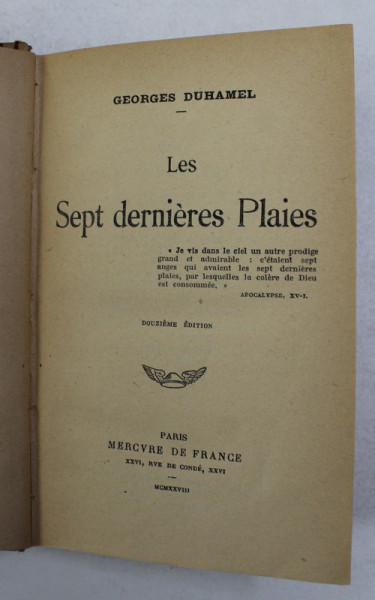 GEORGES DUHAMEL
Les
Sept dernières Plaies
« Je vis dans le ciel un autre prodige
grand et admirable : c'étaient sept
anges qui avaient les sept dernières
plaies, par lesquelles la colère de Dieu
est consommée. »
APOCALYPSE, XV-I.
DOUZIÈME ÉDITION
PARIS
MERCVRE DE FRANCE
XXVI, RVE DE CONDÉ, XXVI
MCMXXVIII